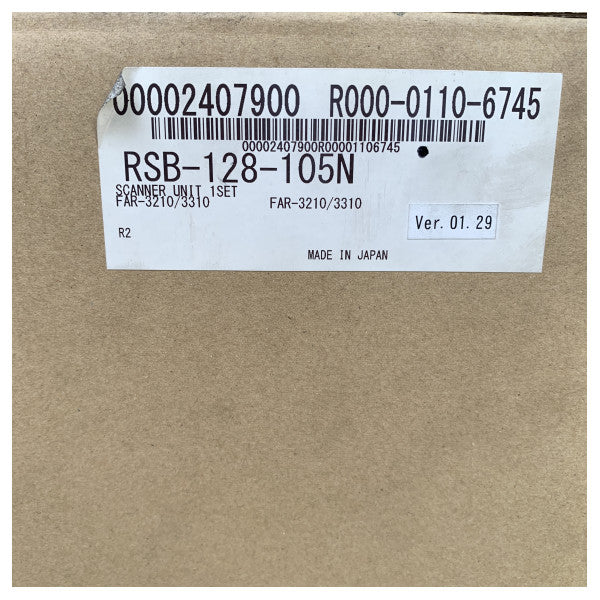 00002407900 R000-0110-6745
00002407900R00001106745
RSB-128-105N
SCANNER UNIT 1SET
FAR-3210/3310 FAR-3210/3310
Ver. 01. 29
R2
MADE IN JAPAN